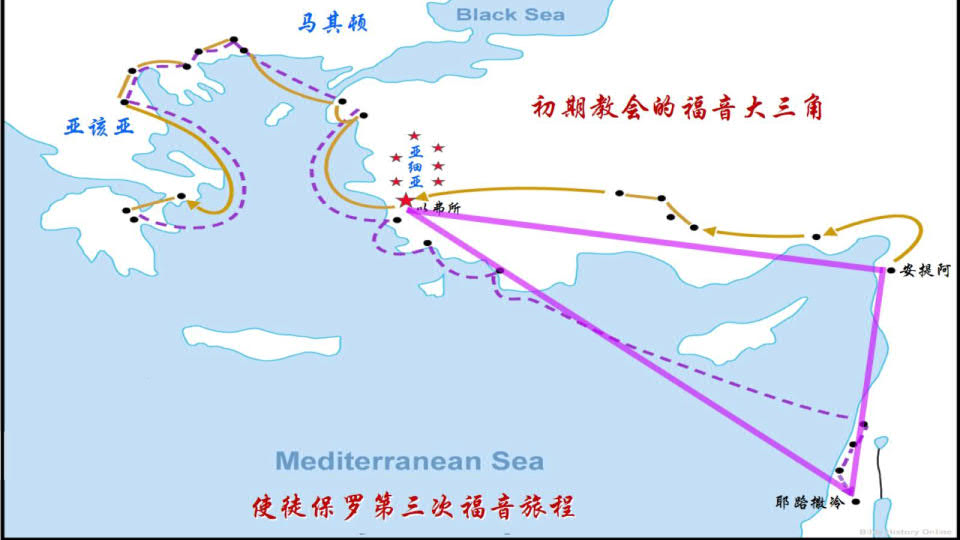 Black Sea
马其顿
初期教会的福音大三角
亚该亚
亚细亚
以弗所
安提阿
Mediterranean Sea
使徒保罗第三次福音旅程
耶路撒冷
History Online